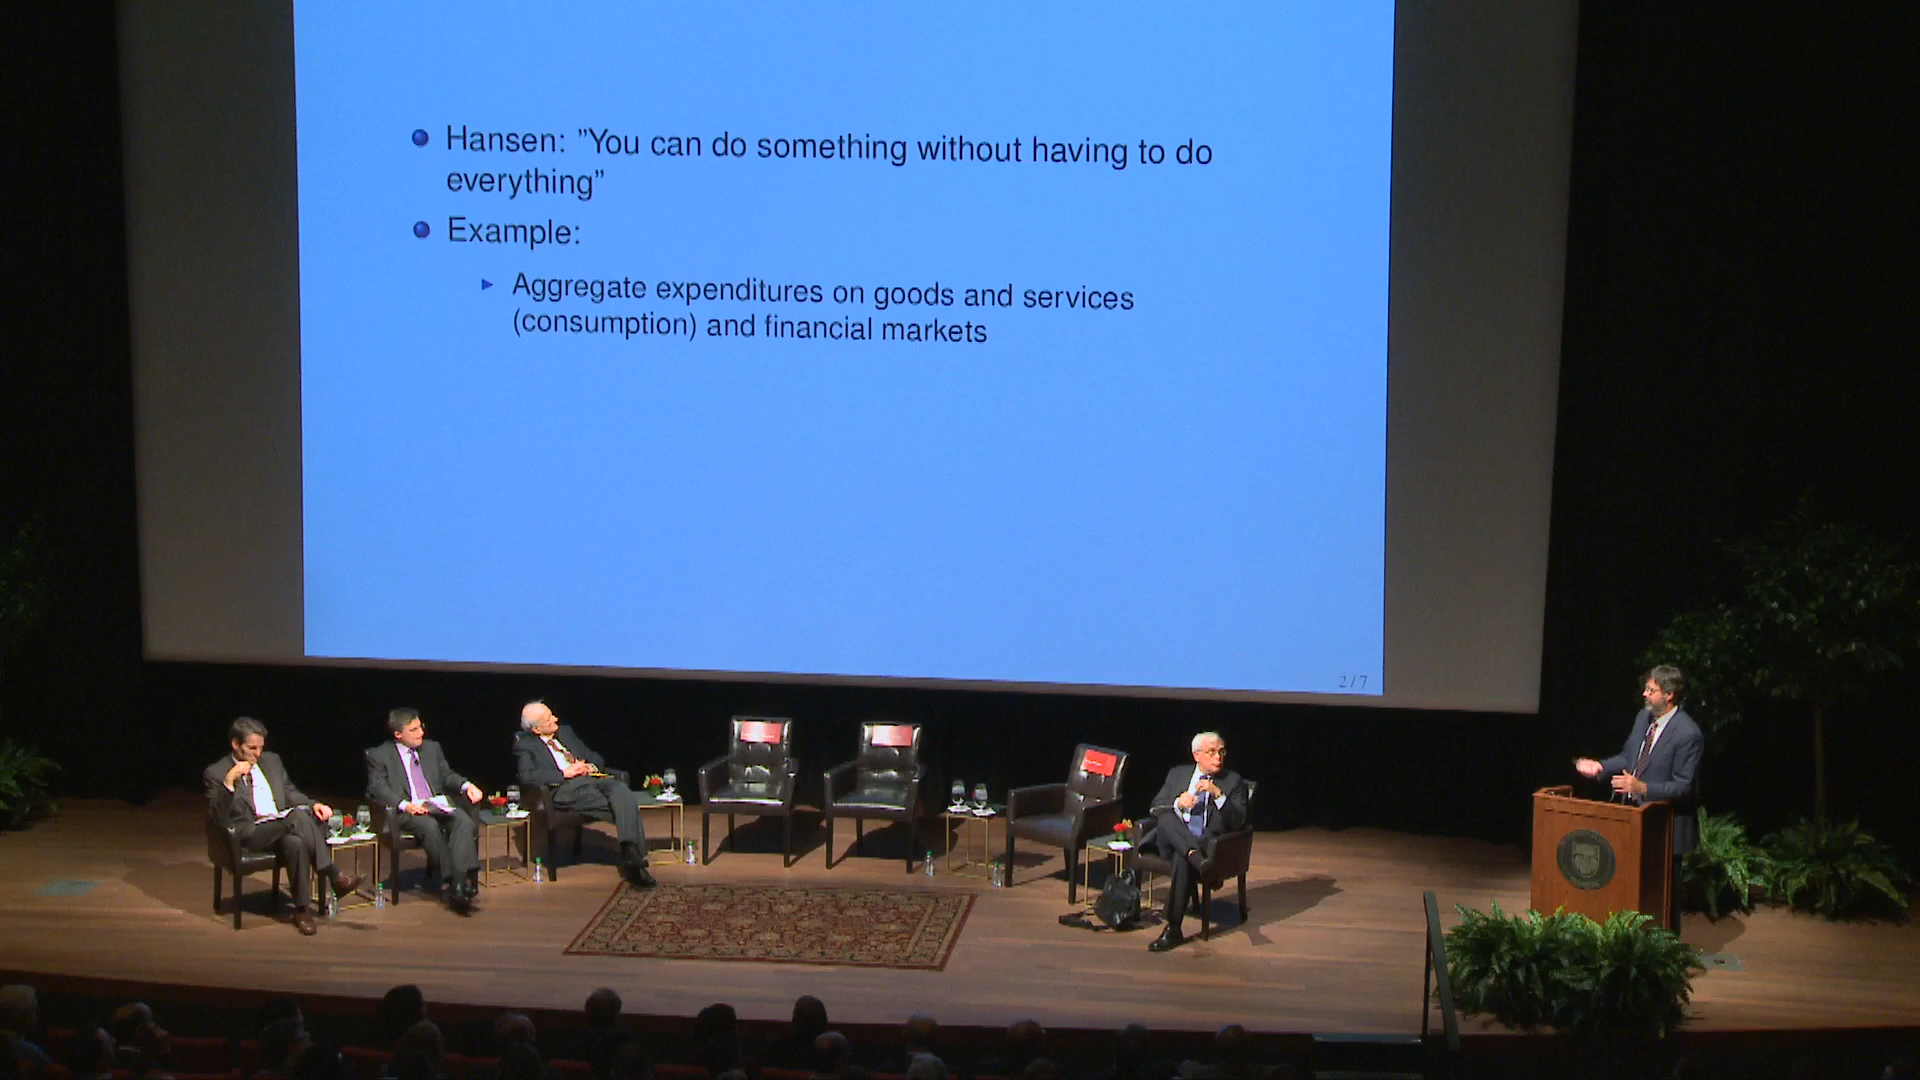 Hansen: ”You can do something without having to do
everything”
Example:
Aggregate expenditures on goods and services
(consumption) and financial markets
2 / 7